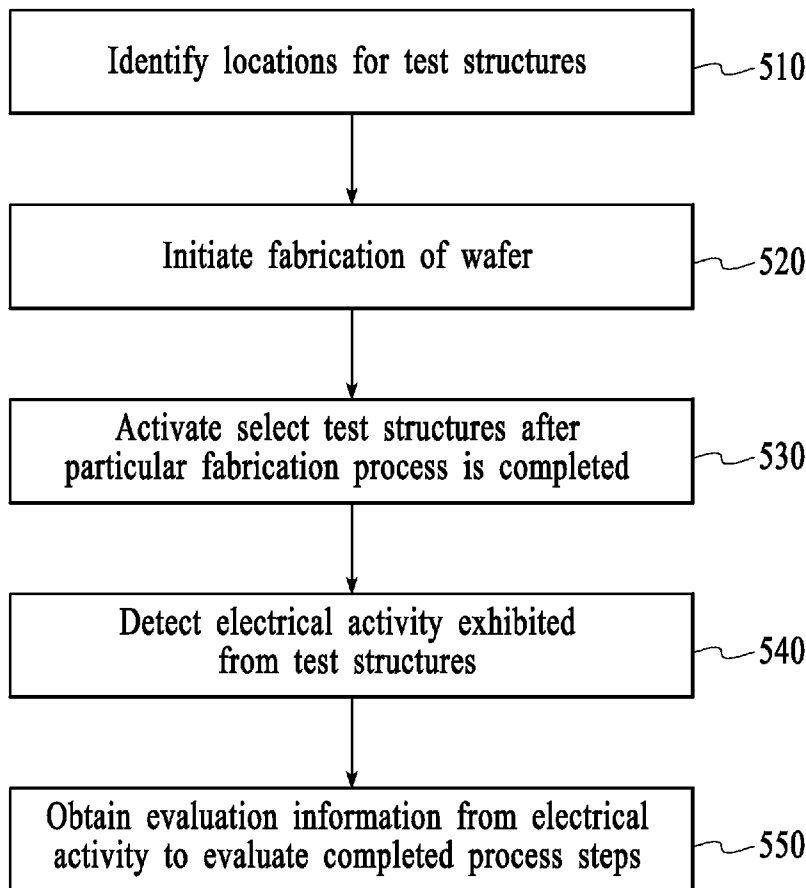 Identify locations for test structures
510
Initiate fabrication of wafer
520
Activate select test structures after
particular fabrication process is completed
530
Detect electrical activity exhibited
from test structures
540
Obtain evaluation information from electrical
activity to evaluate completed process steps
550